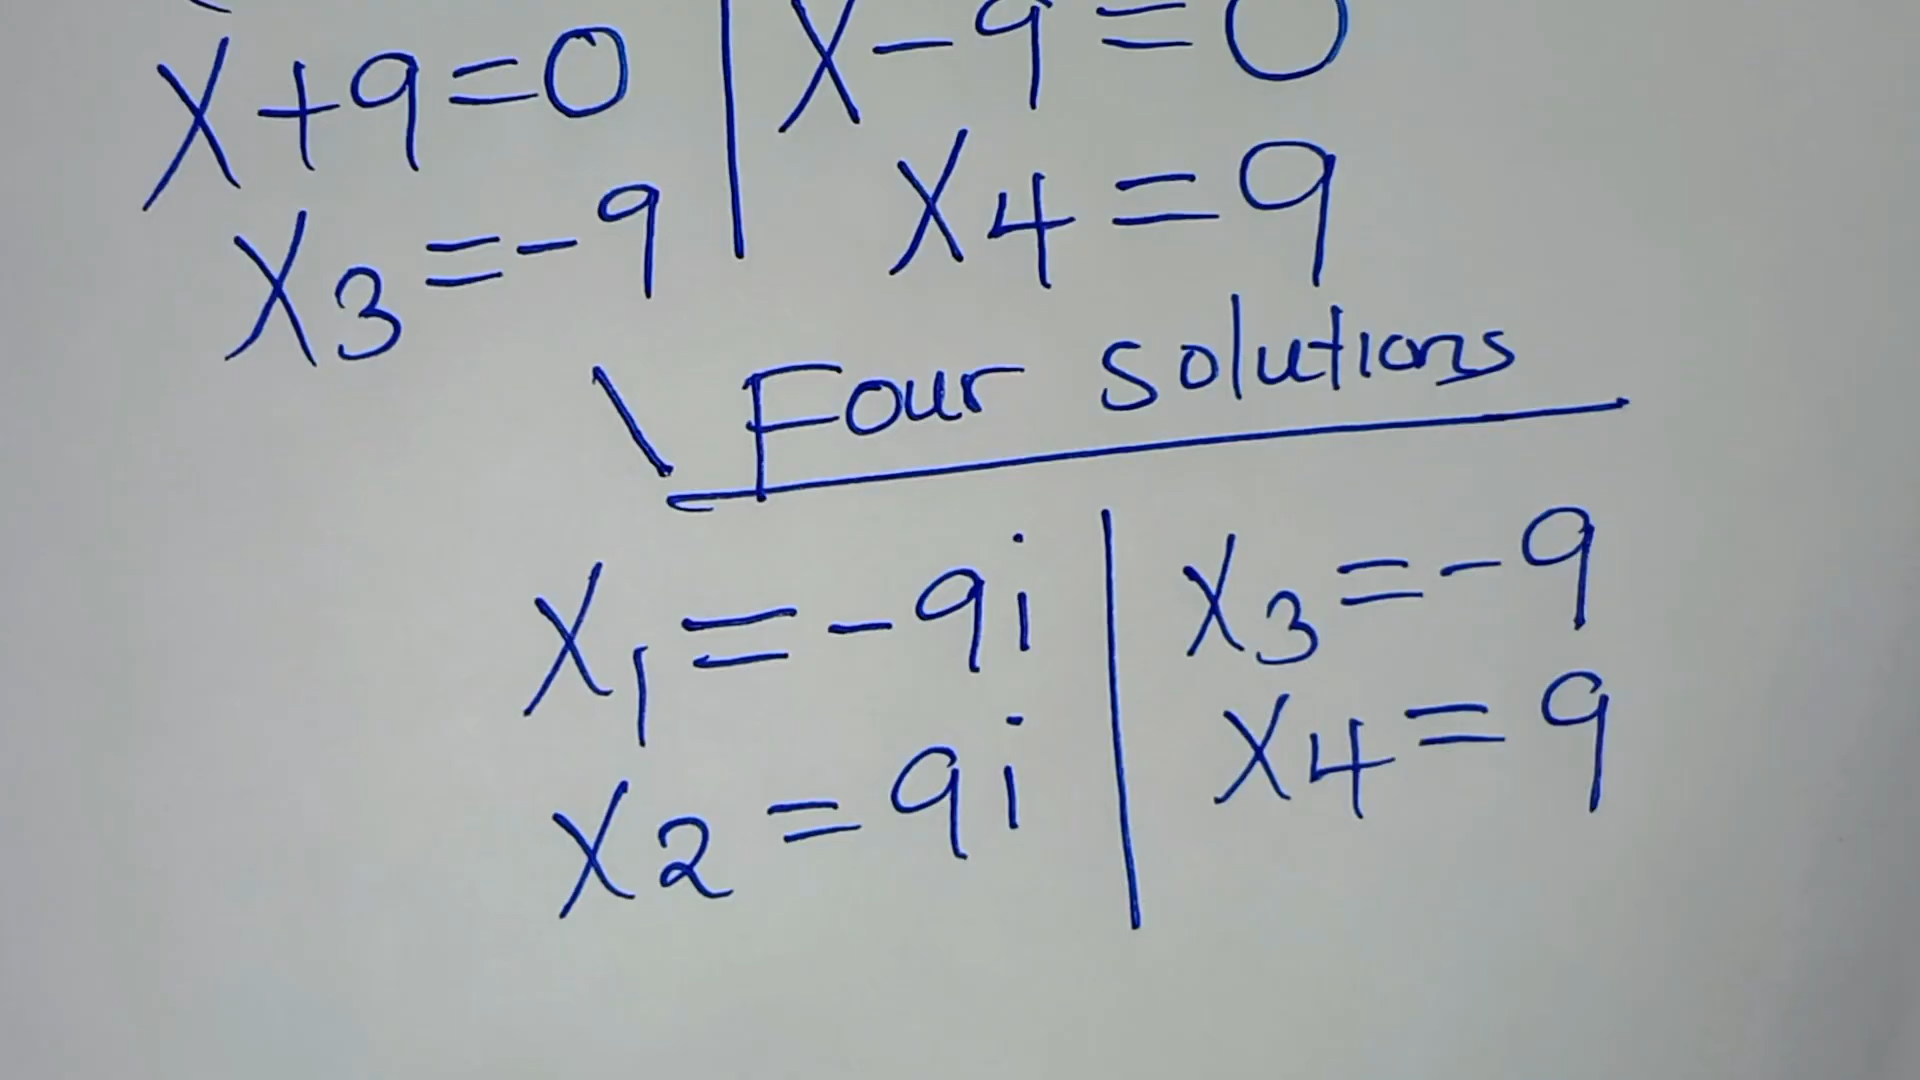 x+9=0 | x-9=0
x3=-9 | x4=9
\ Four solutions
x1=-9i | x3=-9
x2=9i | x4=9